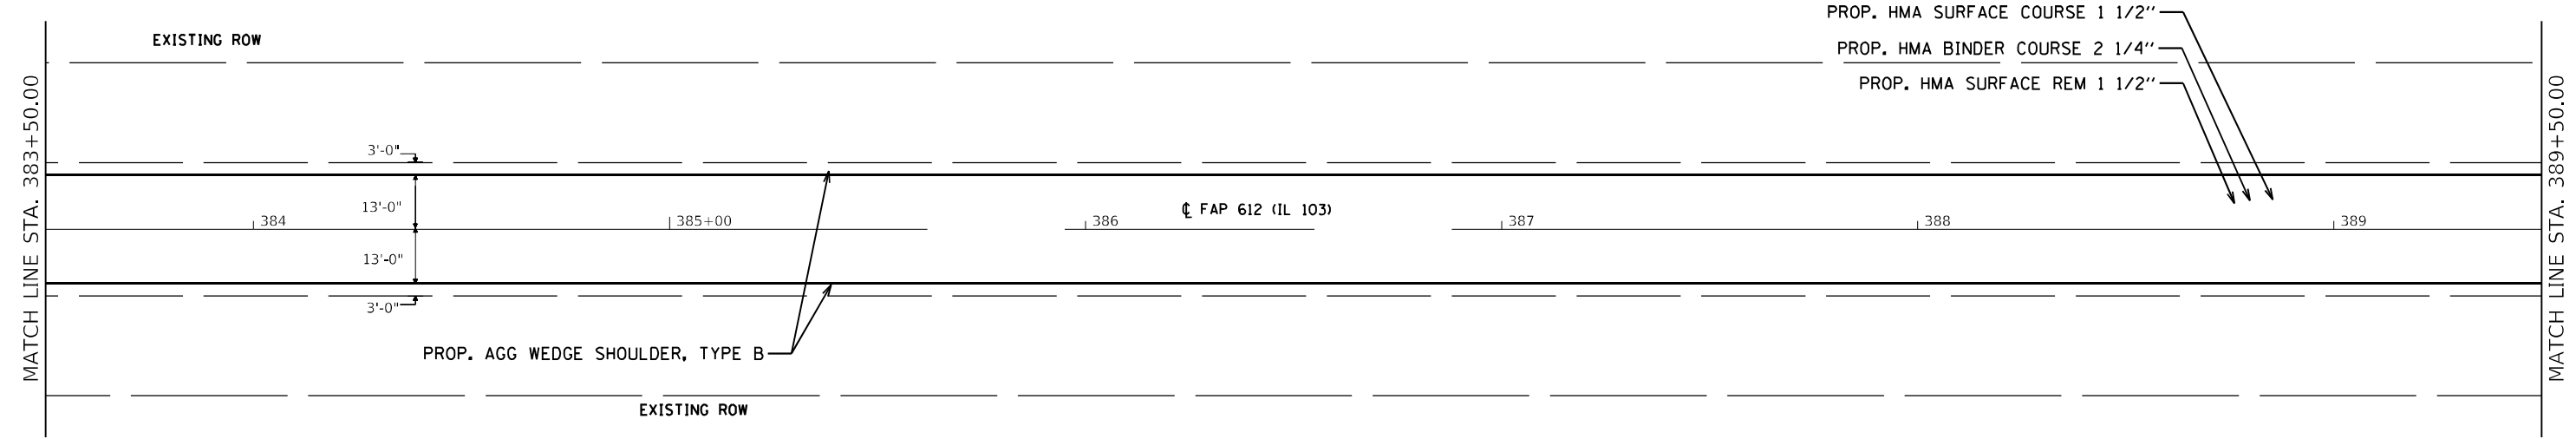 PROP. HMA SURFACE COURSE 1 1/2"
EXISTING ROW
PROP. HMA BINDER COURSE 2 1/4"
PROP. HMA SURFACE REM 1 1/2"
MATCH LINE STA. 383+50.00
MATCH LINE STA. 389+50.00
3'-0"
13'-0"
℄ FAP 612 (IL 103)
384
385+00
386
387
388
389
13'-0"
3'-0"
PROP. AGG WEDGE SHOULDER, TYPE B
EXISTING ROW